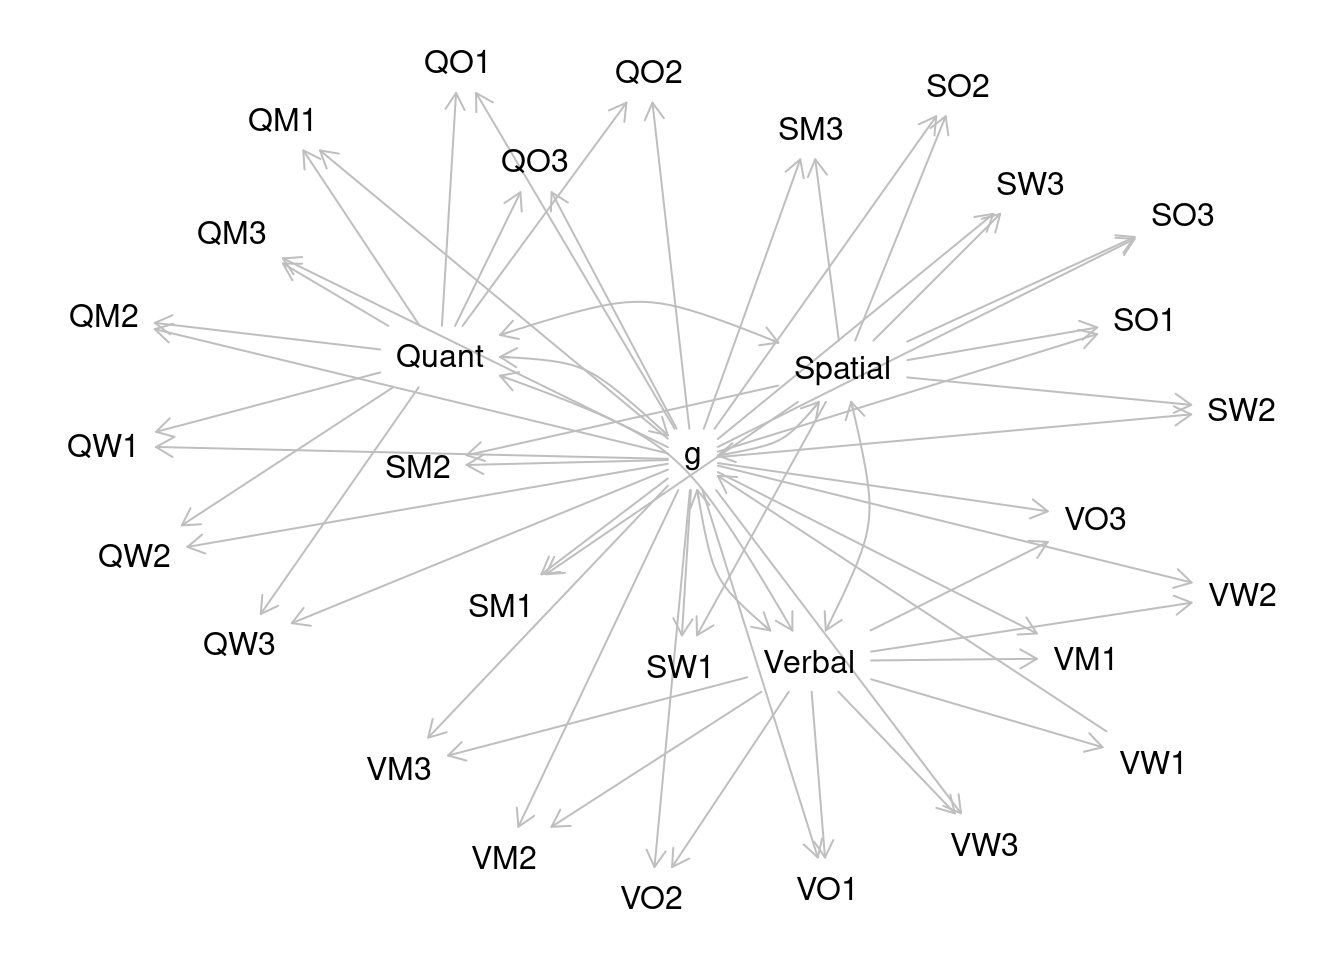 QO1
QO2
SO2
QM1
SM3
QO3
SW3
SO3
QM3
QM2
SO1
Quant
Spatial
SW2
QW1
g
SM2
VO3
QW2
VW2
SM1
QW3
SW1
Verbal
VM1
VM3
VW1
VW3
VM2
VO1
VO2